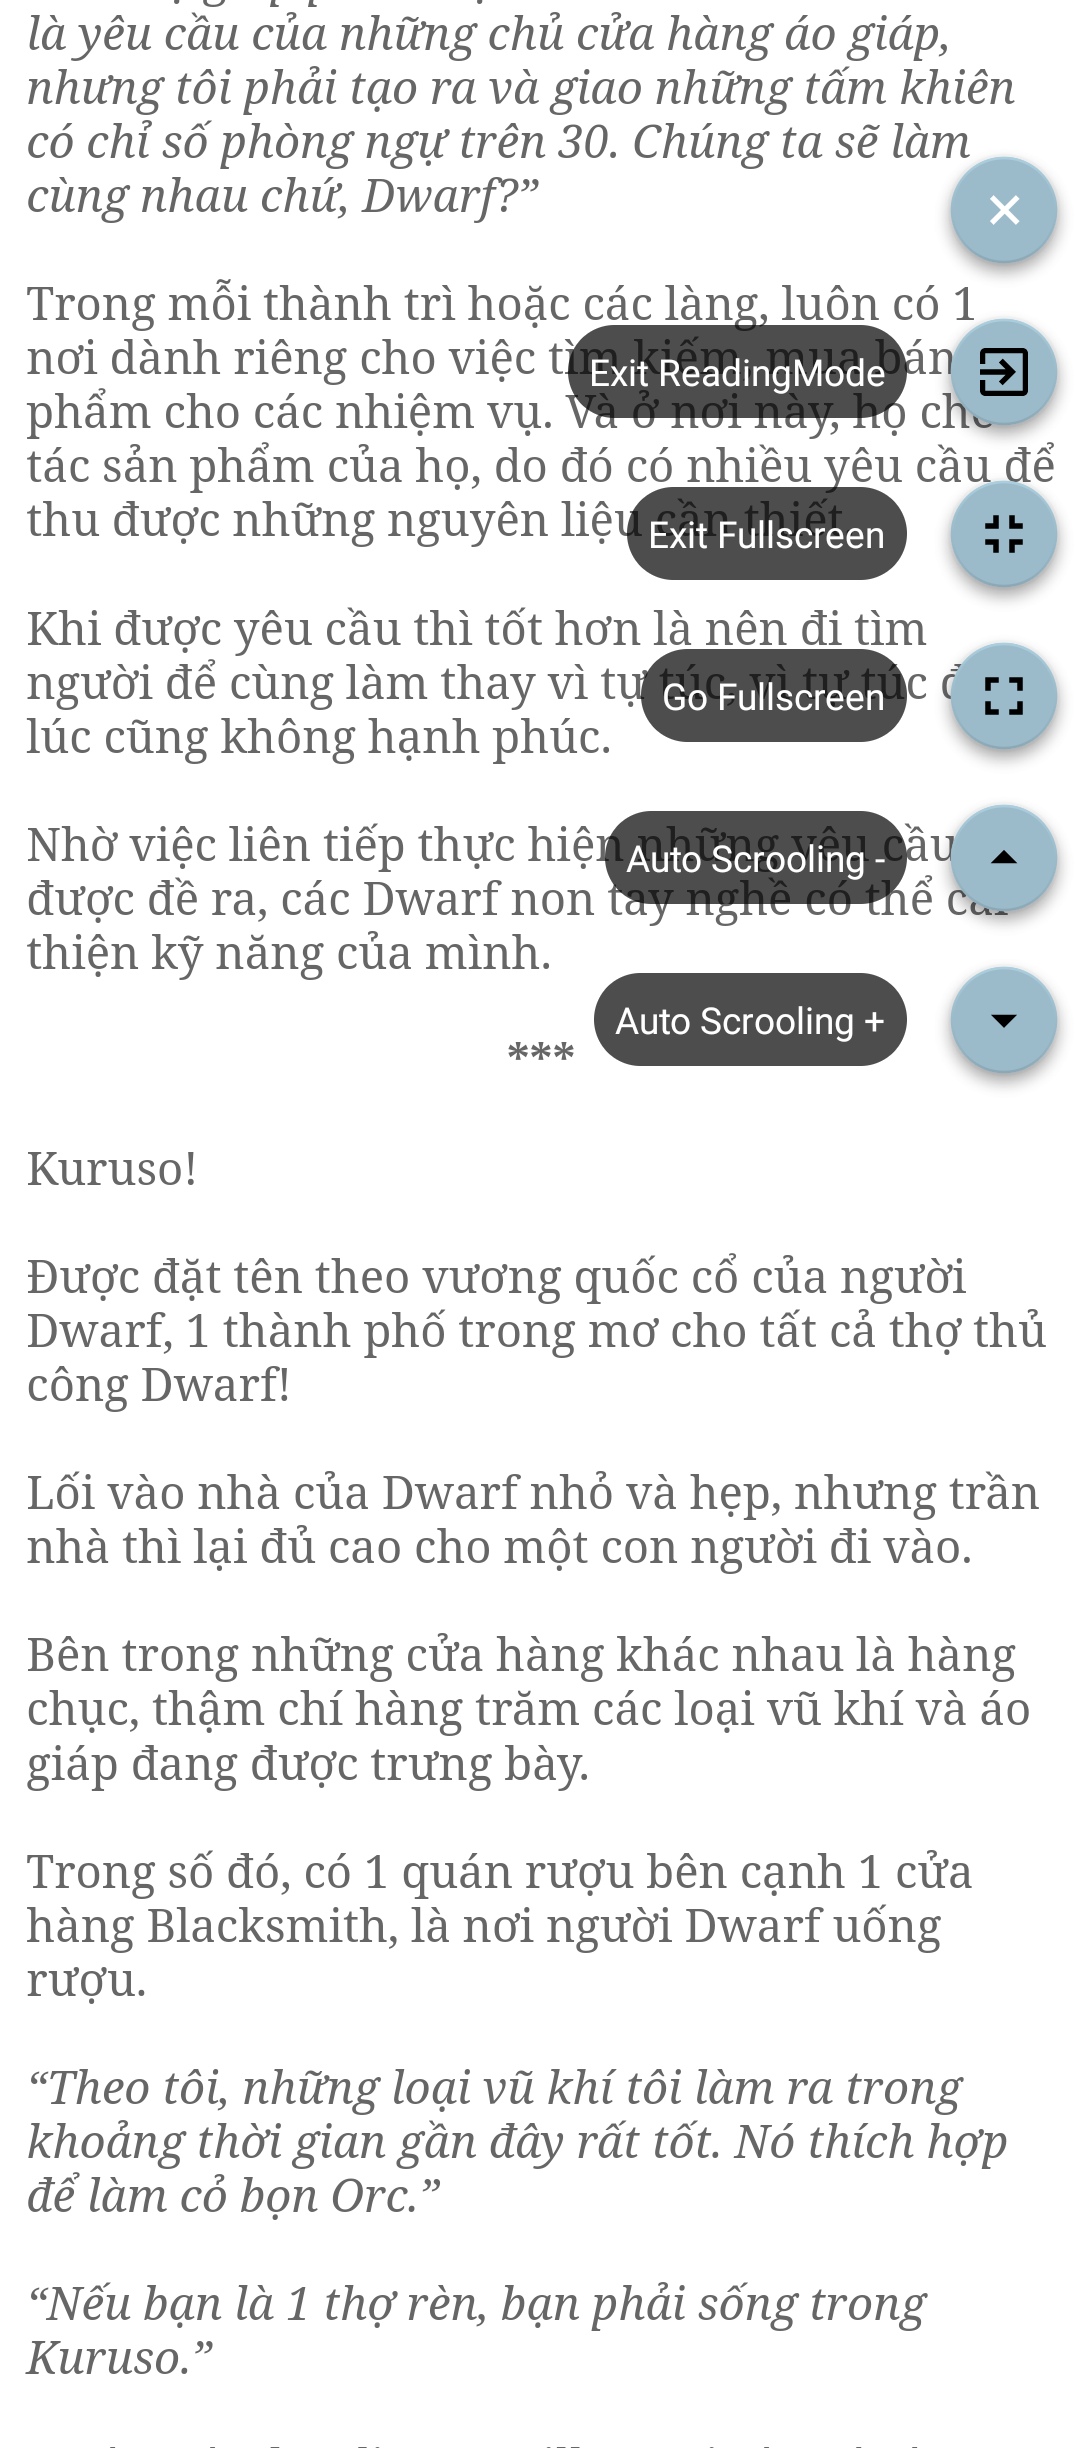 là yêu cầu của những chủ cửa hàng áo giáp,
nhưng tôi phải tạo ra và giao những tấm khiên
có chỉ số phòng ngự trên 30. Chúng ta sẽ làm
cùng nhau chứ, Dwarf?”
Trong mỗi thành trì hoặc các làng, luôn có 1
nơi dành riêng cho việc tìm kiếm, mua bán
Exit ReadingMode
phẩm cho các nhiệm vụ. Và ở nơi này, họ
tác sản phẩm của họ, do đó có nhiều yêu cầu để
thu được những nguyên liệu cần thiết
Exit Fullscreen
Khi được yêu cầu thì tốt hơn là nên đi tìm
người để cùng làm thay vì tự túc, vì tự túc
Go Fullscreen
lúc cũng không hạnh phúc.
Nhờ việc liên tiếp thực hiện những yêu cầu
Auto Scrooling -
được đề ra, các Dwarf non tay nghề có thể
thiện kỹ năng của mình.
Auto Scrooling +
***
Kuruso!
Được đặt tên theo vương quốc cổ của người
Dwarf, 1 thành phố trong mơ cho tất cả thợ thủ
công Dwarf!
Lối vào nhà của Dwarf nhỏ và hẹp, nhưng trần
nhà thì lại đủ cao cho một con người đi vào.
Bên trong những cửa hàng khác nhau là hàng
chục, thậm chí hàng trăm các loại vũ khí và áo
giáp đang được trưng bày.
Trong số đó, có 1 quán rượu bên cạnh 1 cửa
hàng Blacksmith, là nơi người Dwarf uống
rượu.
“Theo tôi, những loại vũ khí tôi làm ra trong
khoảng thời gian gần đây rất tốt. Nó thích hợp
để làm cỏ bọn Orc.”
“Nếu bạn là 1 thợ rèn, bạn phải sống trong
Kuruso.”